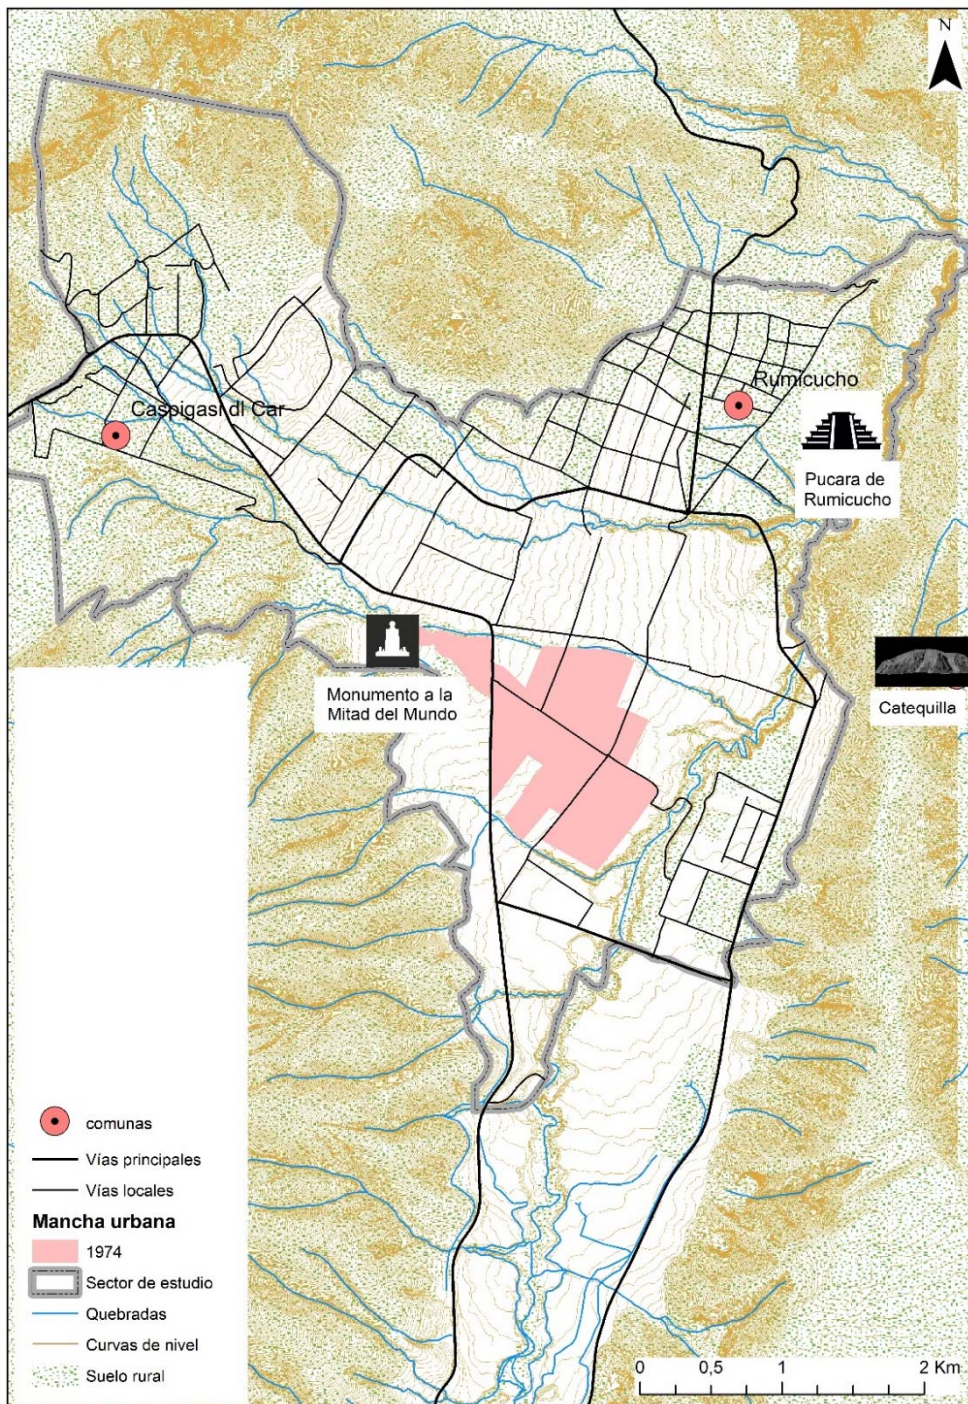 N
Caspigasi dl Car
Rumicucho
Pucara de
Rumicucho
Monumento a la
Mitad del Mundo
Catequilla
comunas
Vías principales
Vías locales
Mancha urbana
1974
Sector de estudio
Quebradas
Curvas de nivel
Suelo rural
0 0,5 1 2 Km